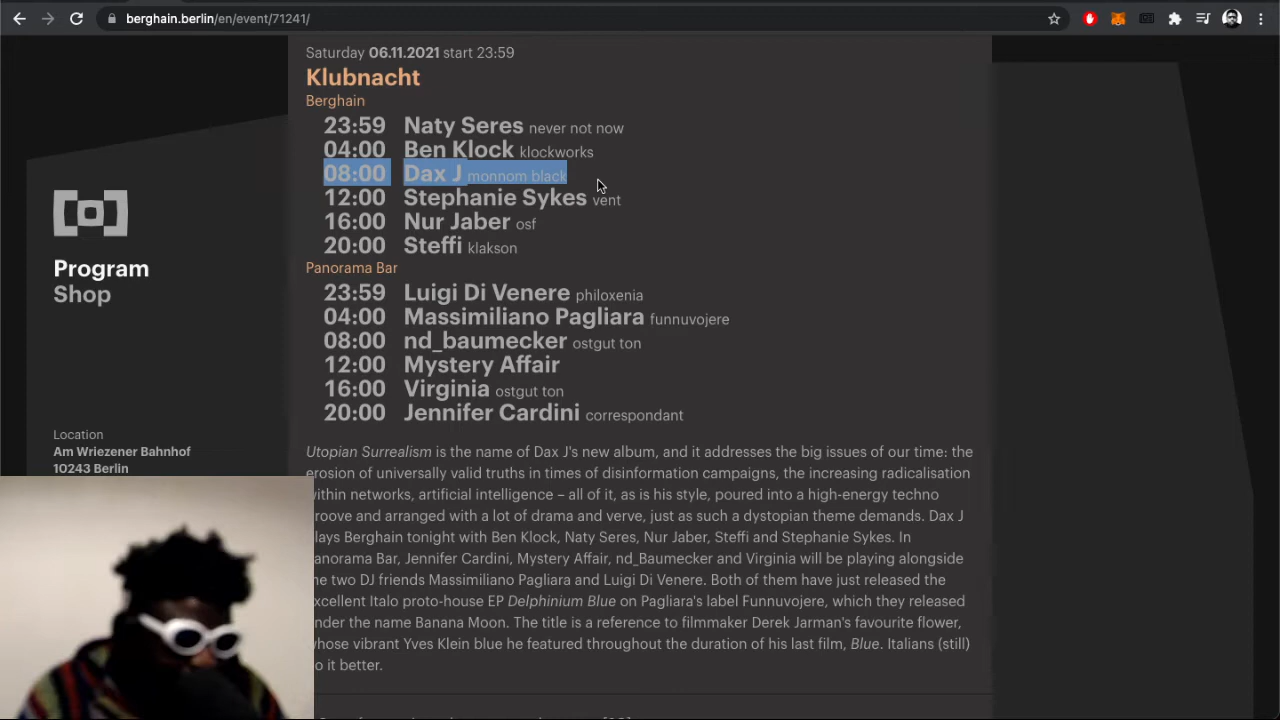 berghain.berlin/en/event/71241/
Saturday 06.11.2021 start 23:59
Klubnacht
Berghain
23:59 Naty Seres never not now
04:00 Ben Klock klockworks
08:00 Dax J monnom black
12:00 Stephanie Sykes vent
16:00 Nur Jaber osf
20:00 Steffi klakson
Panorama Bar
23:59 Luigi Di Venere philoxenia
04:00 Massimiliano Pagliara funnuvojere
08:00 nd_baumecker ostgut ton
12:00 Mystery Affair
16:00 Virginia ostgut ton
20:00 Jennifer Cardini correspondant
Utopian Surrealism is the name of Dax J's new album, and it addresses the big issues of our time: the
erosion of universally valid truths in times of disinformation campaigns, the increasing radicalisation
within networks, artificial intelligence – all of it, as is his style, poured into a high-energy techno
groove and arranged with a lot of drama and verve, just as such a dystopian theme demands. Dax J
plays Berghain tonight with Ben Klock, Naty Seres, Nur Jaber, Steffi and Stephanie Sykes. In
Panorama Bar, Jennifer Cardini, Mystery Affair, nd_Baumecker and Virginia will be playing alongside
the two DJ friends Massimiliano Pagliara and Luigi Di Venere. Both of them have just released the
excellent Italo proto-house EP Delphinium Blue on Pagliara's label Funnuvojere, which they released
under the name Banana Moon. The title is a reference to filmmaker Derek Jarman's favourite flower,
whose vibrant Yves Klein blue he featured throughout the duration of his last film, Blue. Italians (still)
do it better.
Program
Shop
Location
Am Wriezener Bahnhof
10243 Berlin